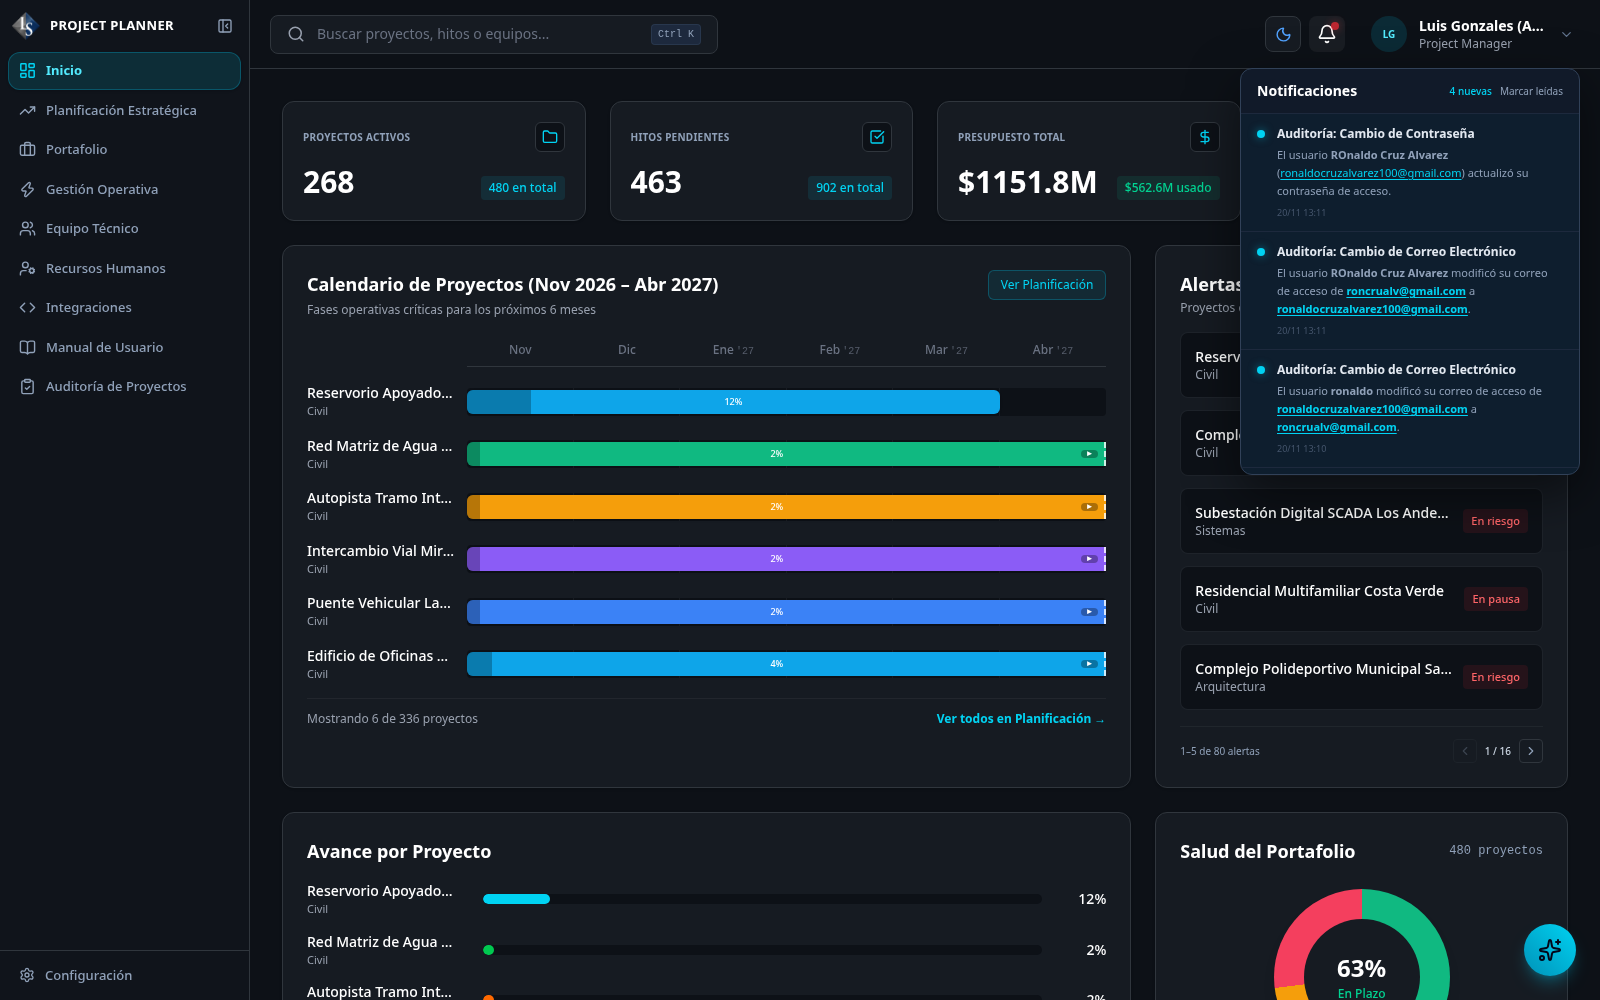 PROJECT PLANNER
Inicio
Planificación Estratégica
Portafolio
Gestión Operativa
Equipo Técnico
Recursos Humanos
Integraciones
Manual de Usuario
Auditoría de Proyectos
Configuración
Buscar proyectos, hitos o equipos...
Ctrl K
LG
Luis Gonzales (A...
Project Manager
PROYECTOS ACTIVOS
268
480 en total
HITOS PENDIENTES
463
902 en total
PRESUPUESTO TOTAL
$1151.8M
$562.6M usado
Notificaciones
4 nuevas
Marcar leídas
Auditoría: Cambio de Contraseña
El usuario ROnaldo Cruz Alvarez
(ronaldocruzalvarez100@gmail.com) actualizó su
contraseña de acceso.
20/11 13:11
Auditoría: Cambio de Correo Electrónico
El usuario ROnaldo Cruz Alvarez modificó su correo
de acceso de roncrualv@gmail.com a
ronaldocruzalvarez100@gmail.com.
20/11 13:11
Auditoría: Cambio de Correo Electrónico
El usuario ronaldo modificó su correo de acceso de
ronaldocruzalvarez100@gmail.com a
roncrualv@gmail.com.
20/11 13:10
Calendario de Proyectos (Nov 2026 – Abr 2027)
Fases operativas críticas para los próximos 6 meses
Ver Planificación
Nov
Dic
Ene '27
Feb '27
Mar '27
Abr '27
Reservorio Apoyado...
Civil
12%
Red Matriz de Agua ...
Civil
2%
Autopista Tramo Int...
Civil
2%
Intercambio Vial Mir...
Civil
2%
Puente Vehicular La...
Civil
2%
Edificio de Oficinas ...
Civil
4%
Mostrando 6 de 336 proyectos
Ver todos en Planificación →
Alertas
Proyectos
Reserv
Civil
Comple
Civil
Subestación Digital SCADA Los Ande...
Sistemas
En riesgo
Residencial Multifamiliar Costa Verde
Civil
En pausa
Complejo Polideportivo Municipal Sa...
Arquitectura
En riesgo
1–5 de 80 alertas
1 / 16
Avance por Proyecto
Reservorio Apoyado...
Civil
12%
Red Matriz de Agua ...
Civil
2%
Autopista Tramo Int...
2%
Salud del Portafolio
480 proyectos
63%
En Plazo